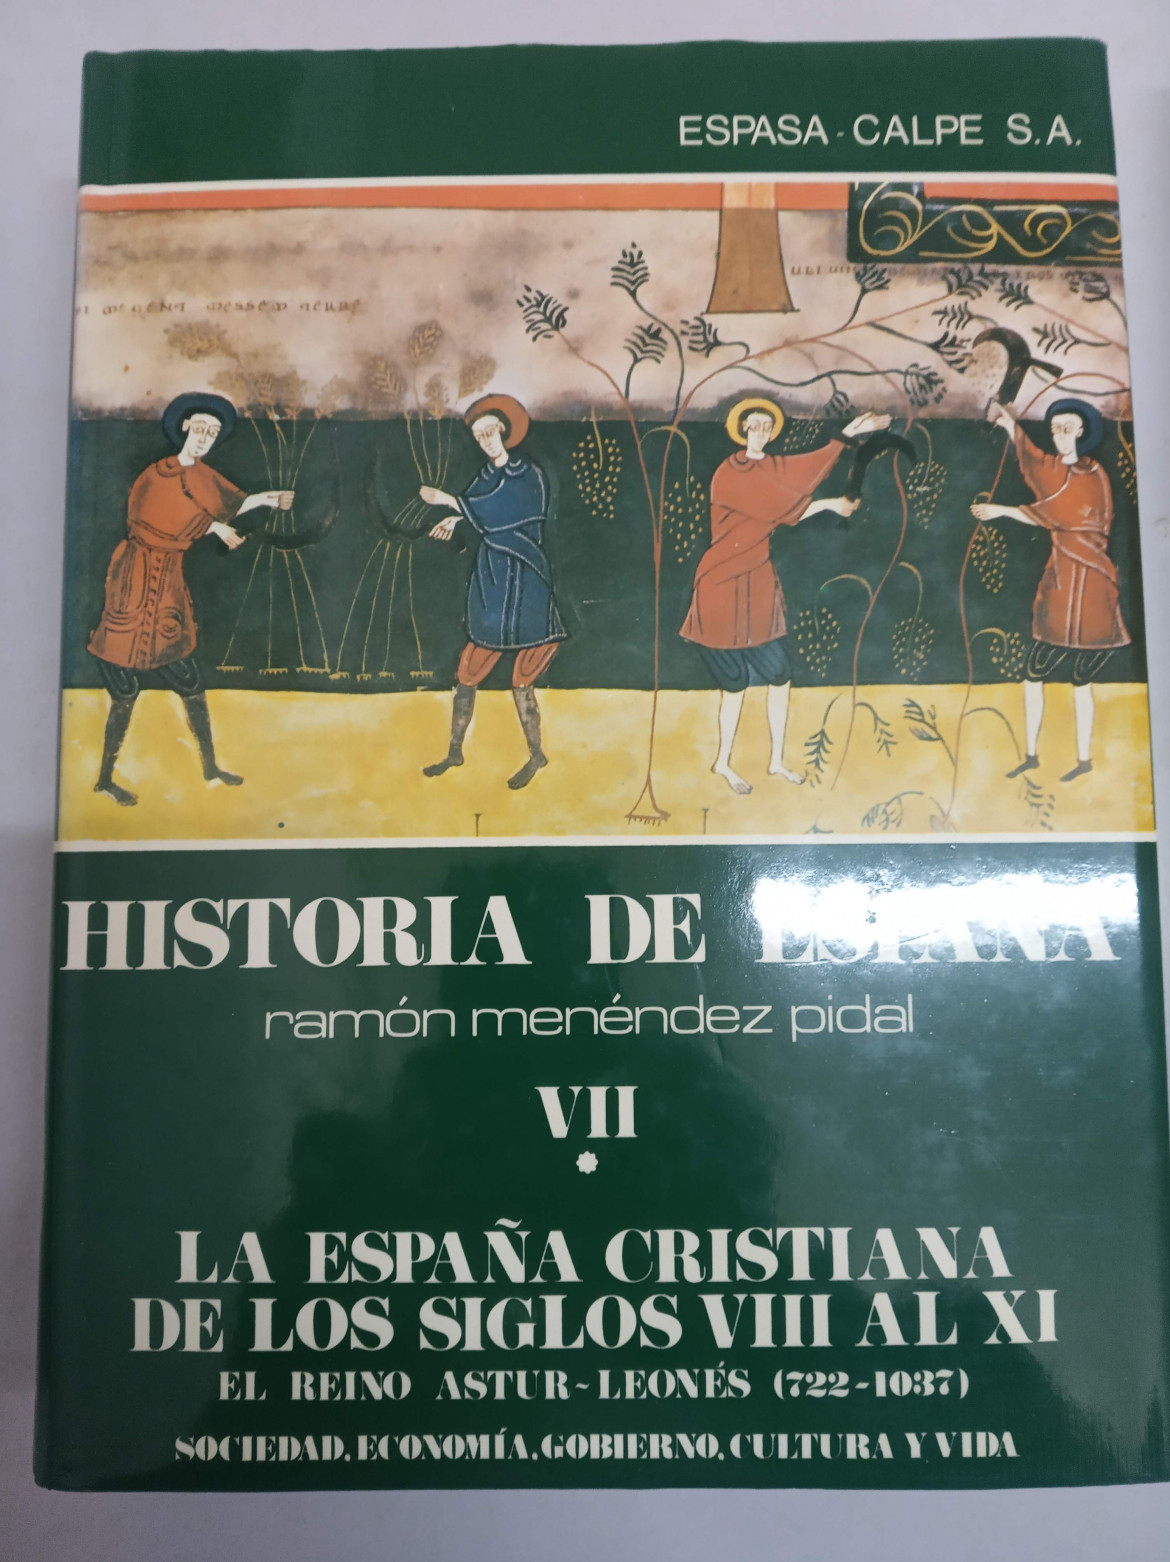 ESPASA-CALPE S.A.
MESSEM
HISTORIA DE ESPAÑA
ramón menéndez pidal
VII
LA ESPAÑA CRISTIANA
DE LOS SIGLOS VIII AL XI
EL REINO ASTUR-LEONÉS (722-1037)
SOCIEDAD, ECONOMÍA, GOBIERNO, CULTURA Y VIDA